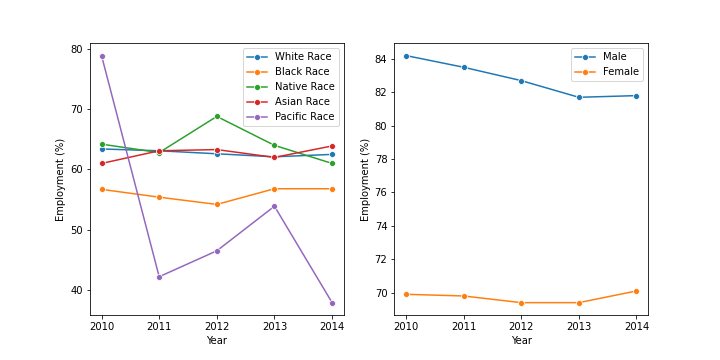 80
70
60
50
40
Employment (%)
2010 2011 2012 2013 2014
Year
White Race
Black Race
Native Race
Asian Race
Pacific Race
84
82
80
78
76
74
72
70
Employment (%)
2010 2011 2012 2013 2014
Year
Male
Female